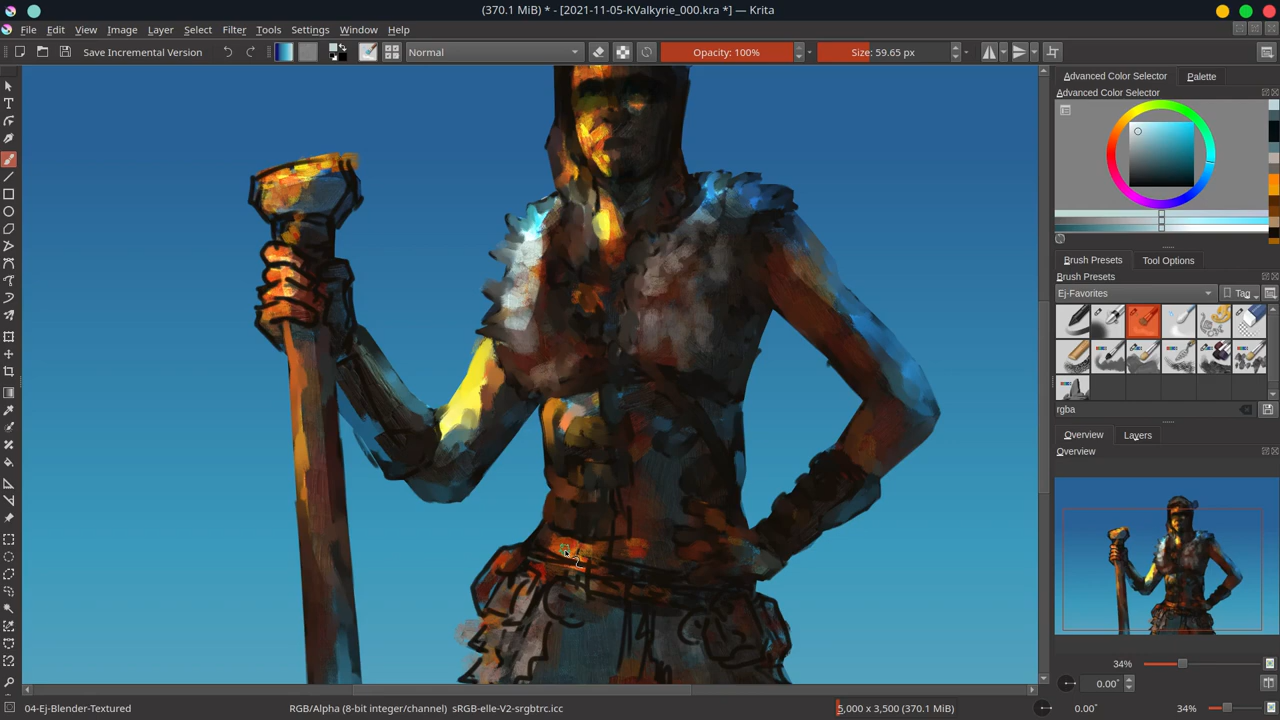 (370.1 MiB) * - [2021-11-05-KValkyrie_000.kra *] — Krita
File Edit View Image Layer Select Filter Tools Settings Window Help
Save Incremental Version Normal Opacity: 100% Size: 59.65 px
Advanced Color Selector Palette
Advanced Color Selector
Brush Presets Tool Options
Brush Presets
Ej-Favorites Tag
rgba
Overview Layers
Overview
34%
0.00°
04-Ej-Blender-Textured RGB/Alpha (8-bit integer/channel) sRGB-elle-V2-srgbtrc.icc 5,000 x 3,500 (370.1 MiB) 0.00° 34%